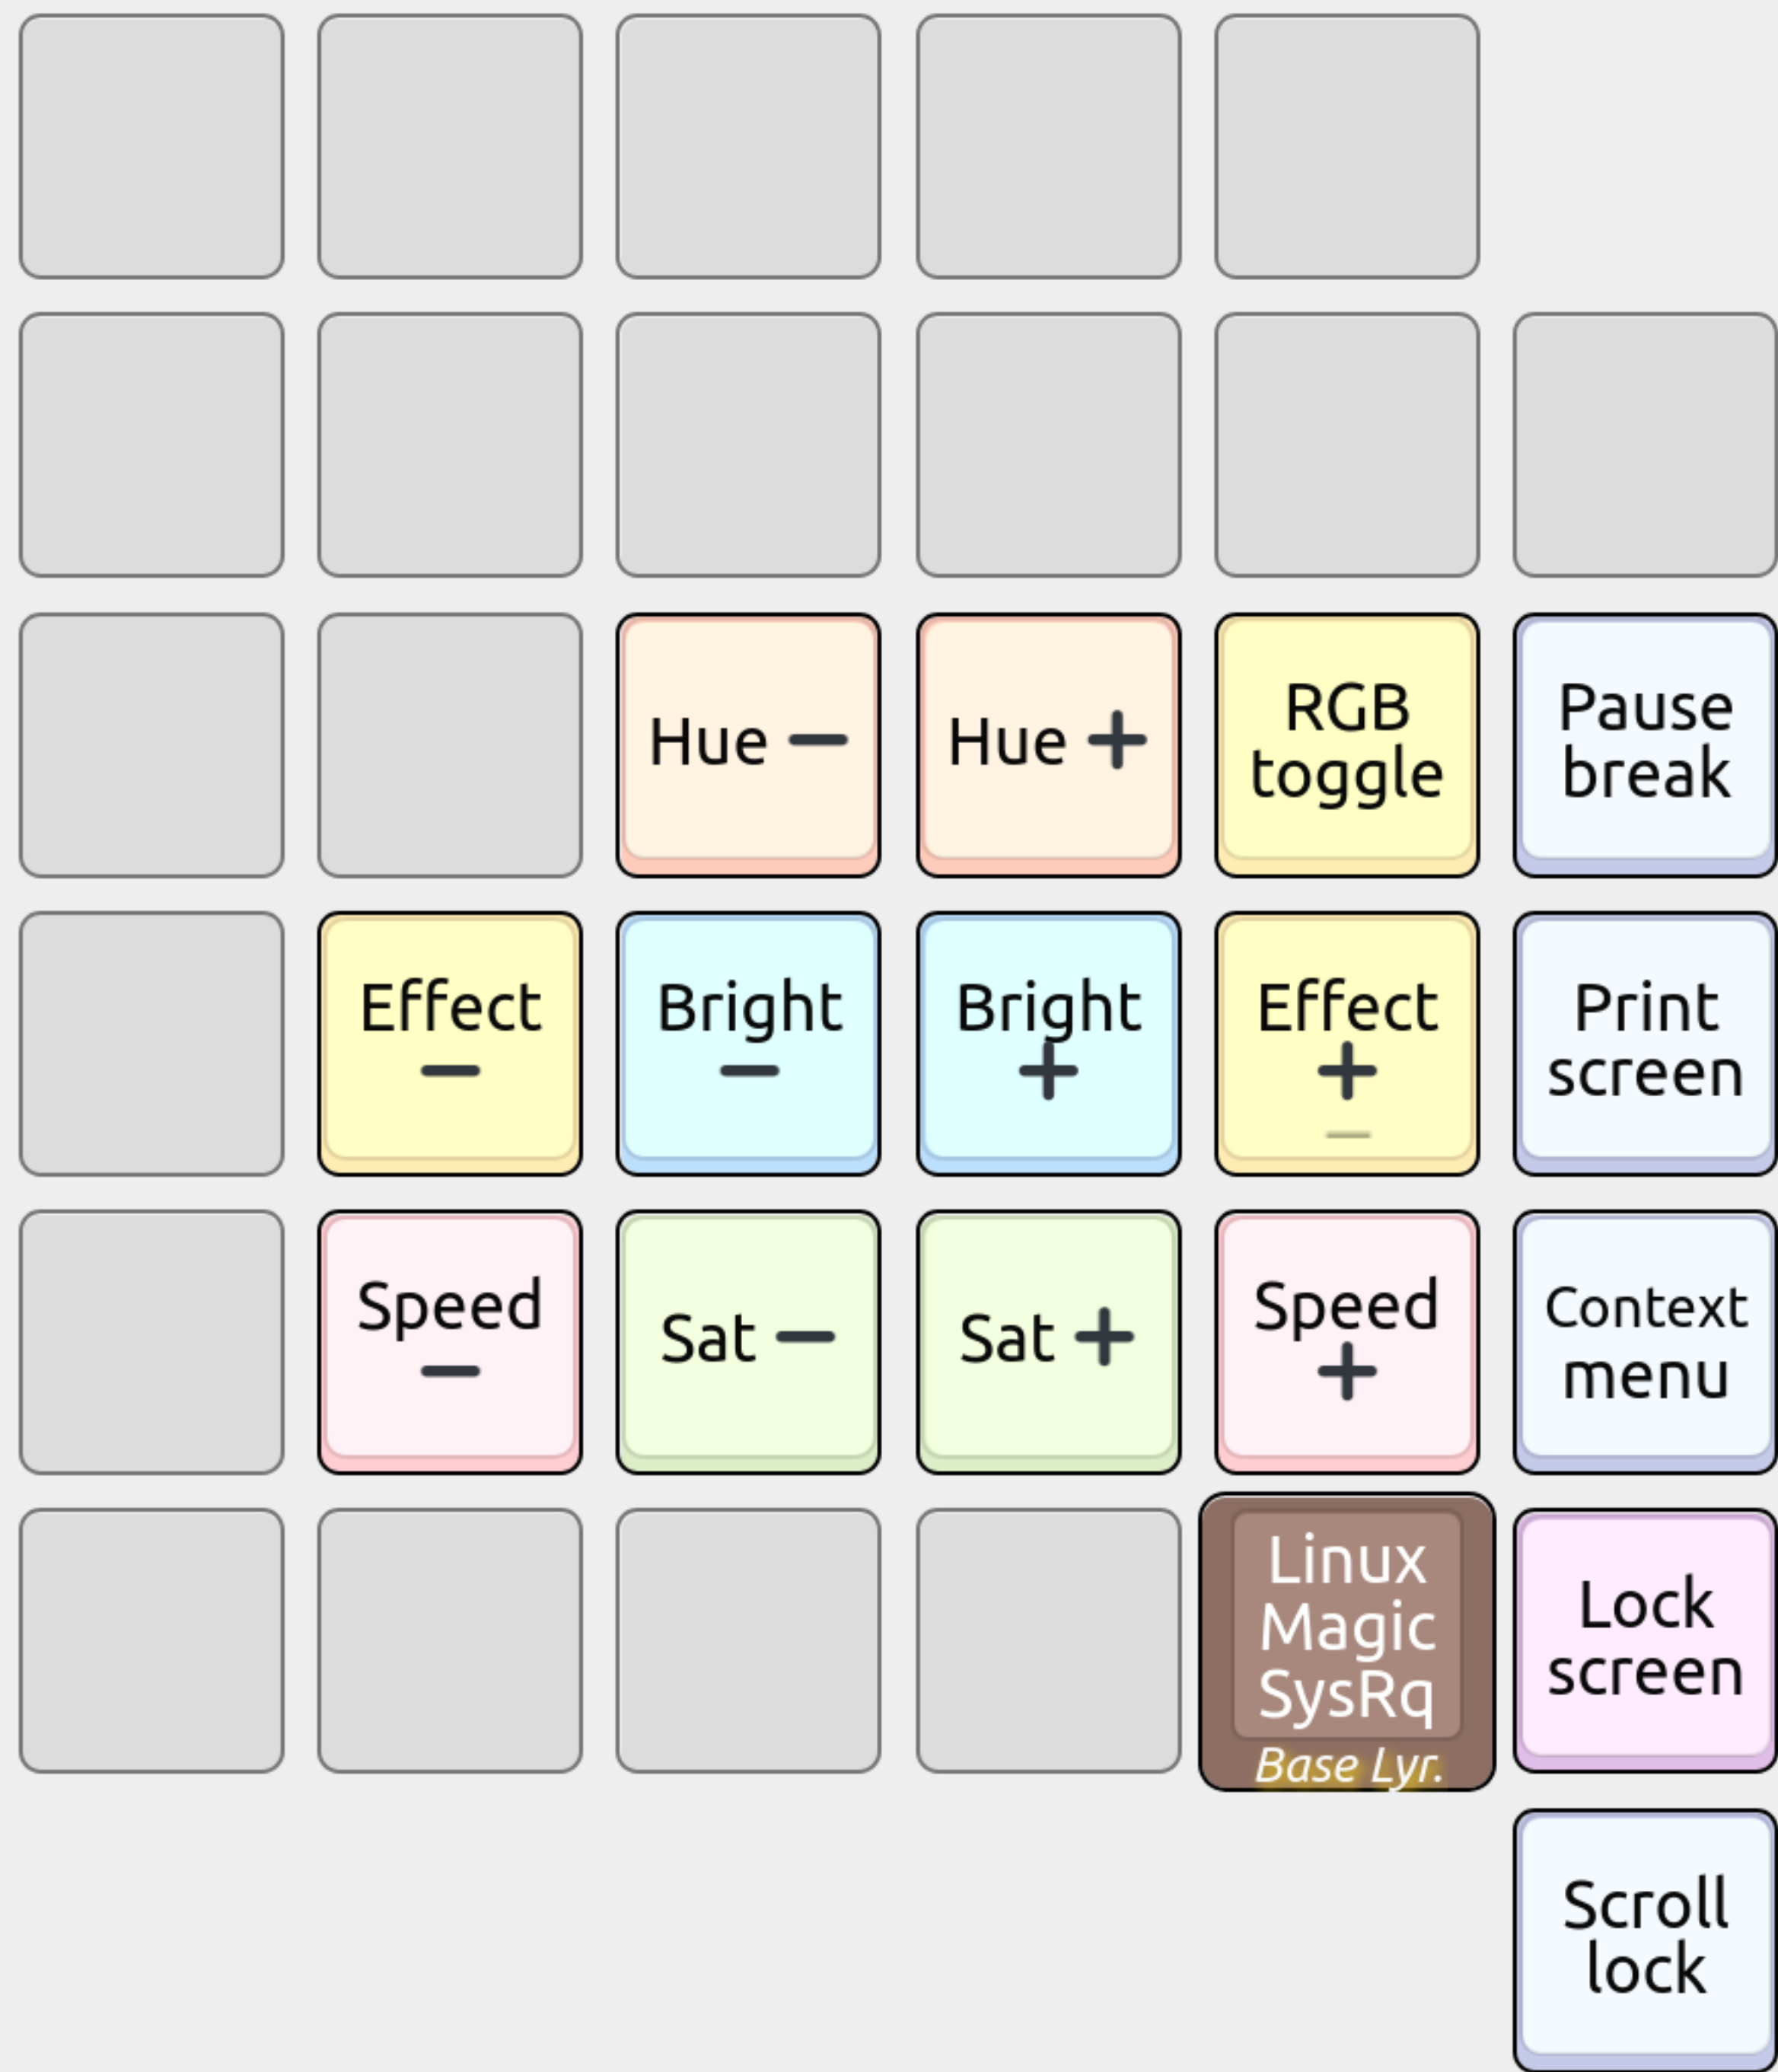 Hue −
Hue +
RGB
toggle
Pause
break
Effect
−
Bright
−
Bright
+
Effect
+
Print
screen
Speed
−
Sat −
Sat +
Speed
+
Context
menu
Linux
Magic
SysRq
Base Lyr.
Lock
screen
Scroll
lock